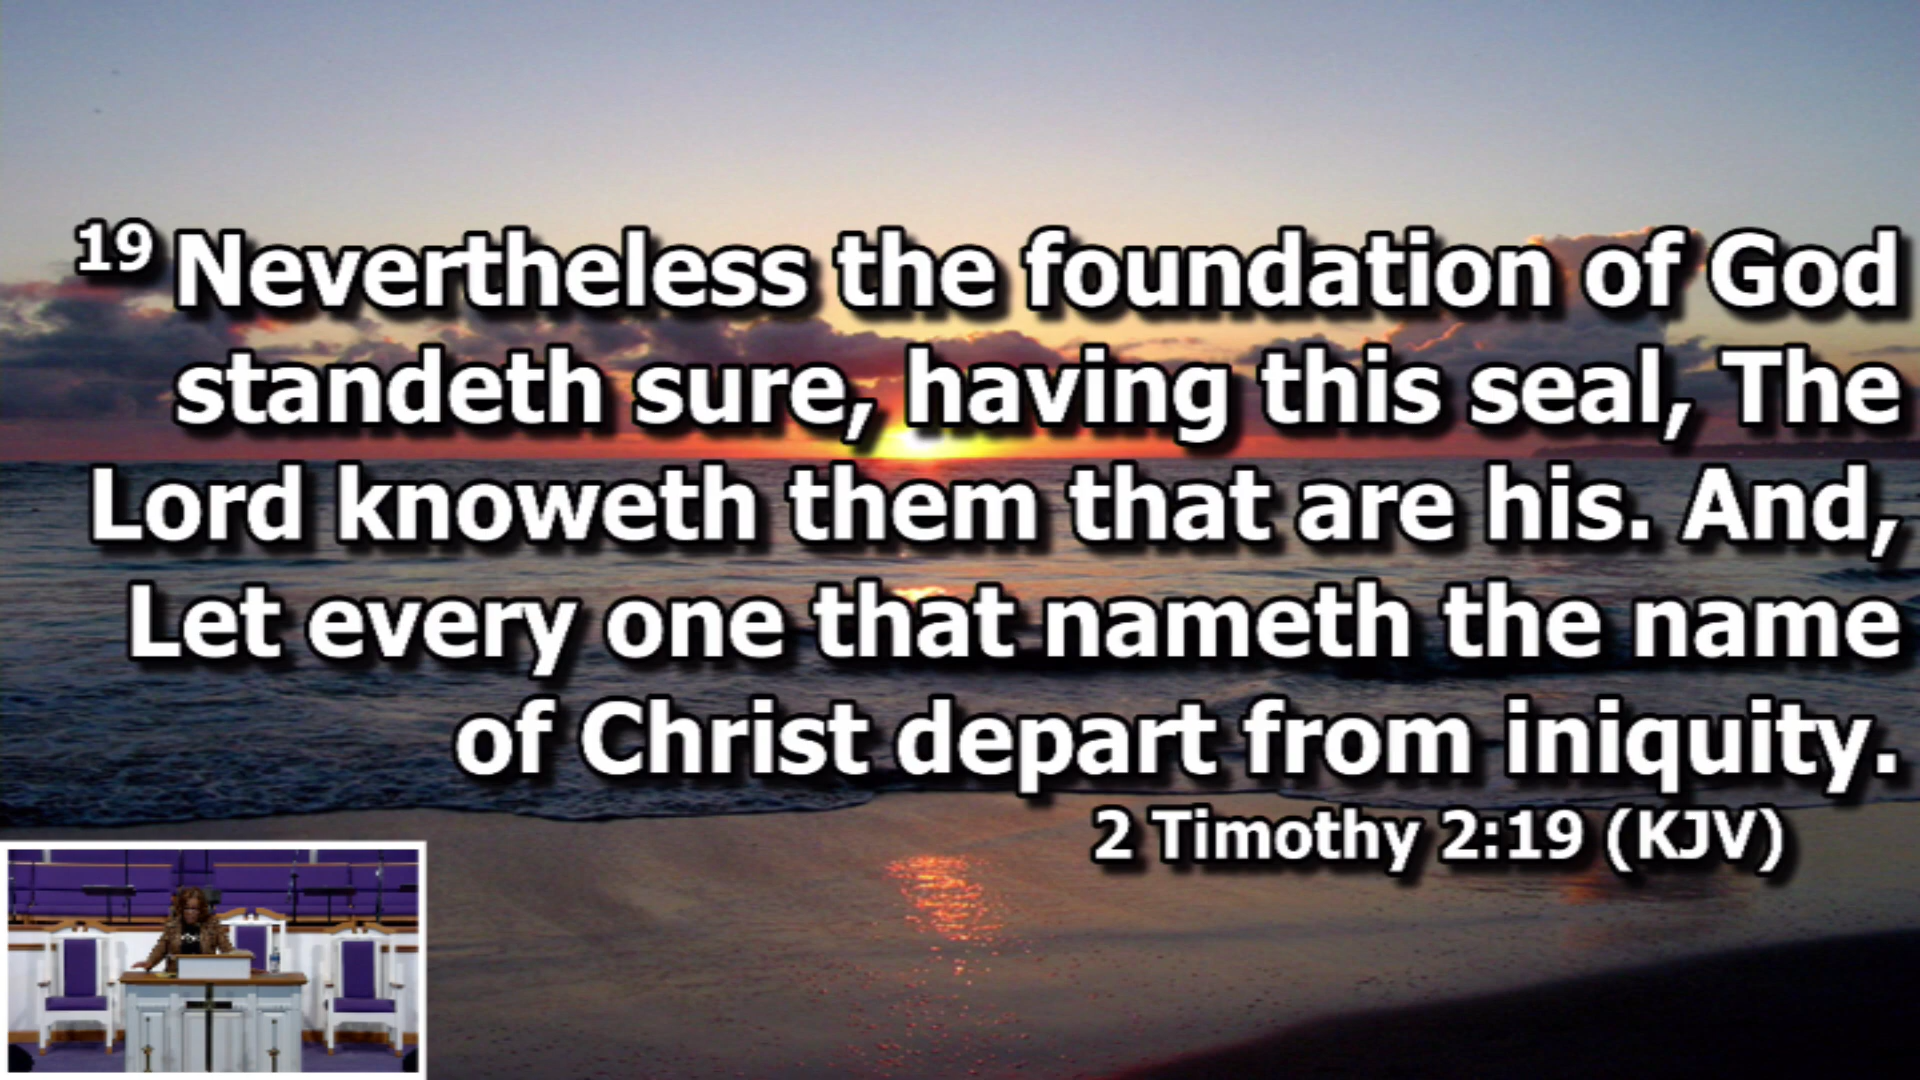 19 Nevertheless the foundation of God
standeth sure, having this seal, The
Lord knoweth them that are his. And,
Let every one that nameth the name
of Christ depart from iniquity.
2 Timothy 2:19 (KJV)